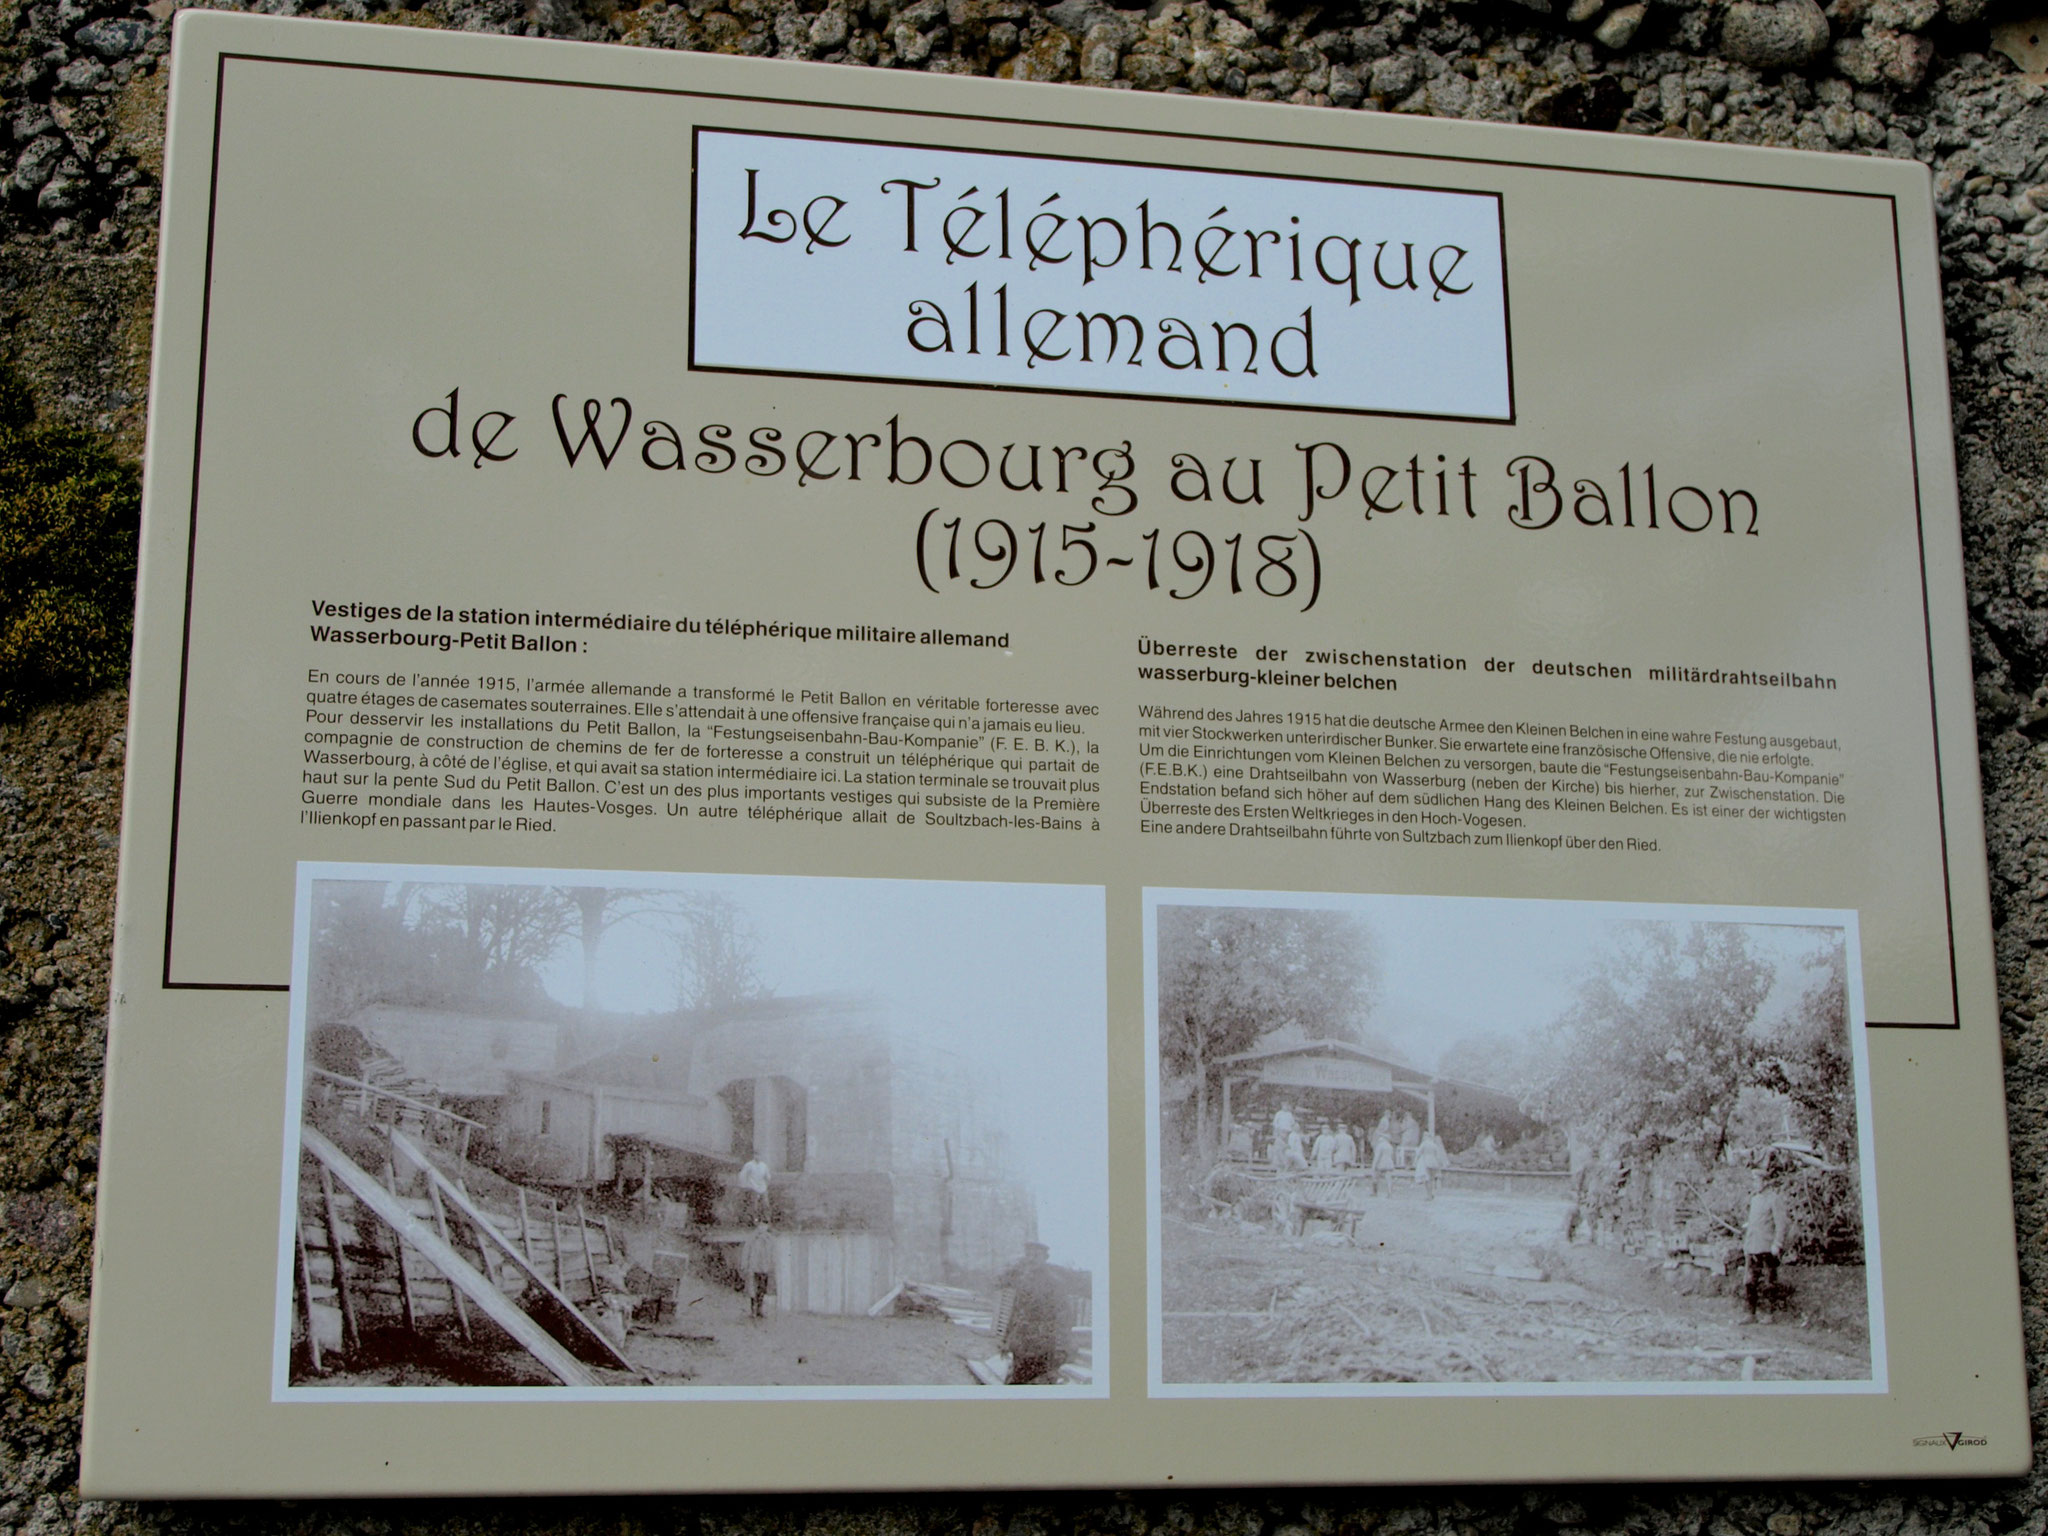 Le Téléphérique
allemand
de Wasserbourg au Petit Ballon
(1915-1918)
Vestiges de la station intermédiaire du téléphérique militaire allemand
Wasserbourg-Petit Ballon :
En cours de l'année 1915, l'armée allemande a transformé le Petit Ballon en véritable forteresse avec
quatre étages de casemates souterraines. Elle s'attendait à une offensive française qui n'a jamais eu lieu.
Pour desservir les installations du Petit Ballon, la "Festungseisenbahn-Bau-Kompanie" (F. E. B. K.), la
compagnie de construction de chemins de fer de forteresse a construit un téléphérique qui partait de
Wasserbourg, à côté de l'église, et qui avait sa station intermédiaire ici. La station terminale se trouvait plus
haut sur la pente Sud du Petit Ballon. C'est un des plus importants vestiges qui subsiste de la Première
Guerre mondiale dans les Hautes-Vosges. Un autre téléphérique allait de Soultzbach-les-Bains à
l'Ilienkopf en passant par le Ried.
Überreste der zwischenstation der deutschen militärdrahtseilbahn
wasserburg-kleiner belchen
Während des Jahres 1915 hat die deutsche Armee den Kleinen Belchen in eine wahre Festung ausgebaut,
mit vier Stockwerken unterirdischer Bunker. Sie erwartete eine französische Offensive, die nie erfolgte.
Um die Einrichtungen vom Kleinen Belchen zu versorgen, baute die "Festungseisenbahn-Bau-Kompanie"
(F.E.B.K.) eine Drahtseilbahn von Wasserburg (neben der Kirche) bis hierher, zur Zwischenstation. Die
Endstation befand sich höher auf dem südlichen Hang des Kleinen Belchen. Es ist einer der wichtigsten
Überreste des Ersten Weltkrieges in den Hoch-Vogesen.
Eine andere Drahtseilbahn führte von Sultzbach zum Ilienkopf über den Ried.
SIGNAUX GIROD